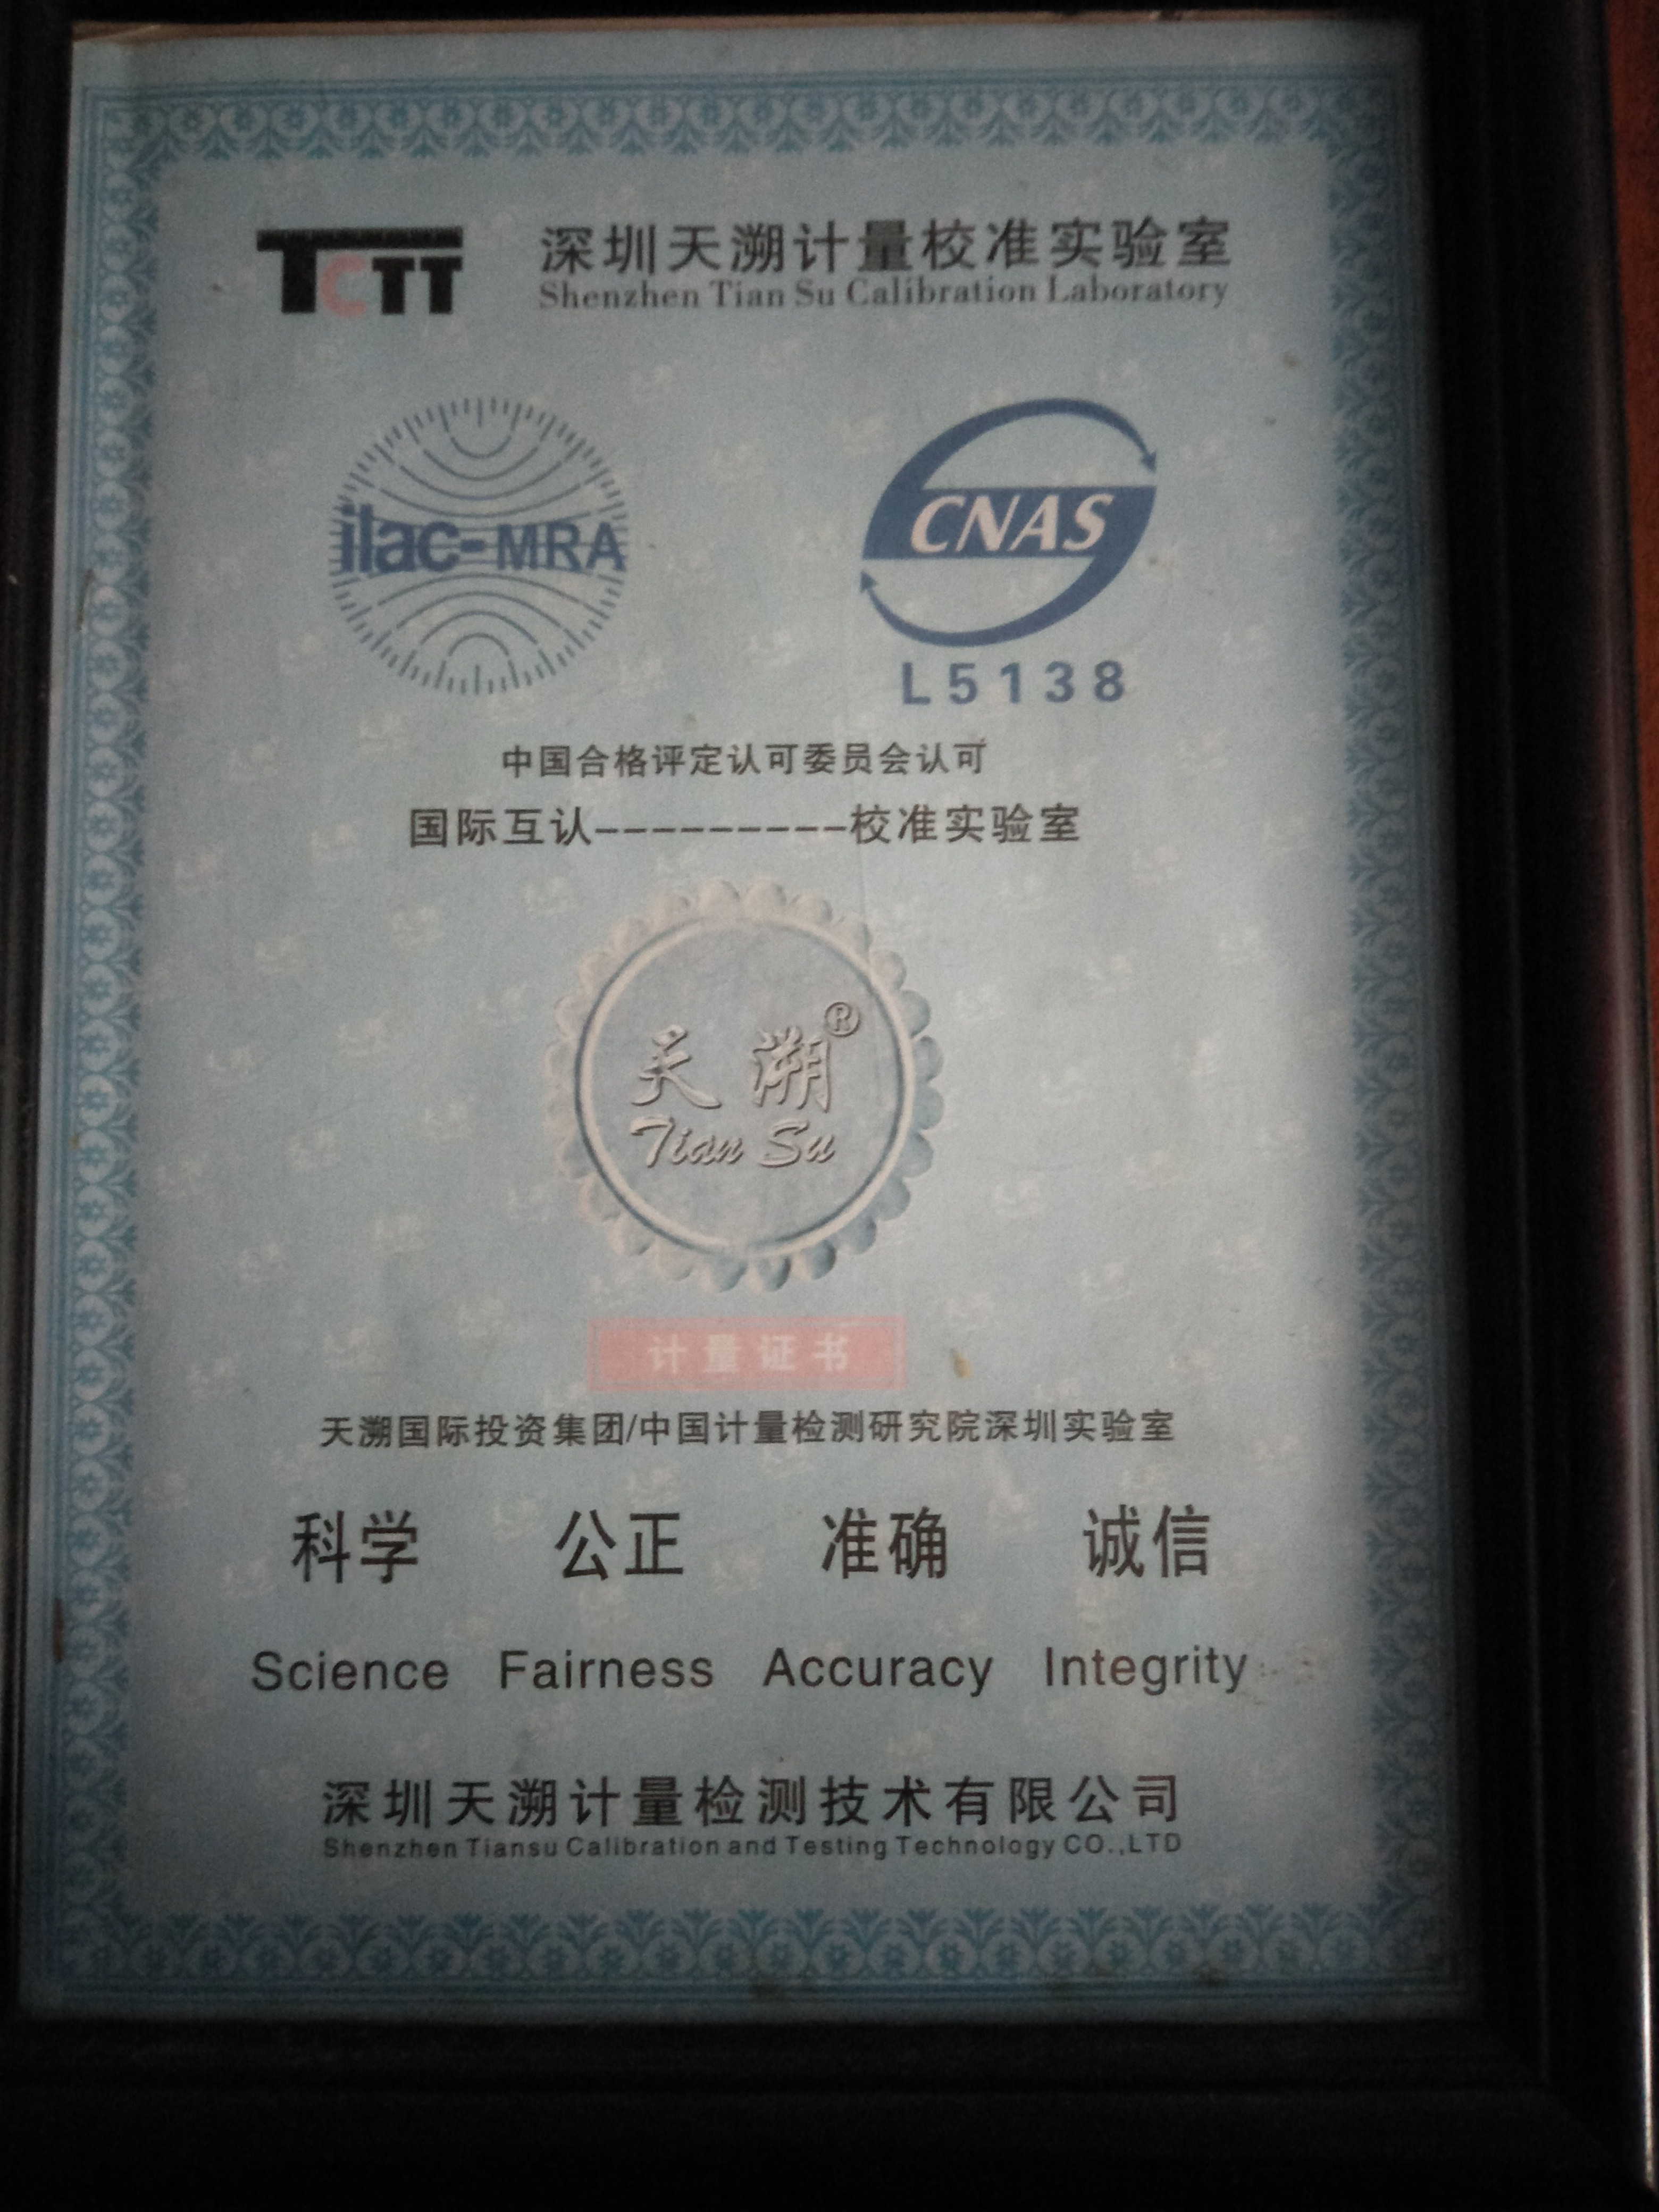 TCTT 深圳天溯计量校准实验室
Shenzhen Tian Su Calibration Laboratory
ilac-MRA
CNAS
L5138
中国合格评定认可委员会认可
国际互认---------校准实验室
天溯®
Tian Su
计量证书
天溯国际投资集团/中国计量检测研究院深圳实验室
科学 公正 准确 诚信
Science Fairness Accuracy Integrity
深圳天溯计量检测技术有限公司
Shenzhen Tiansu Calibration and Testing Technology CO.,LTD